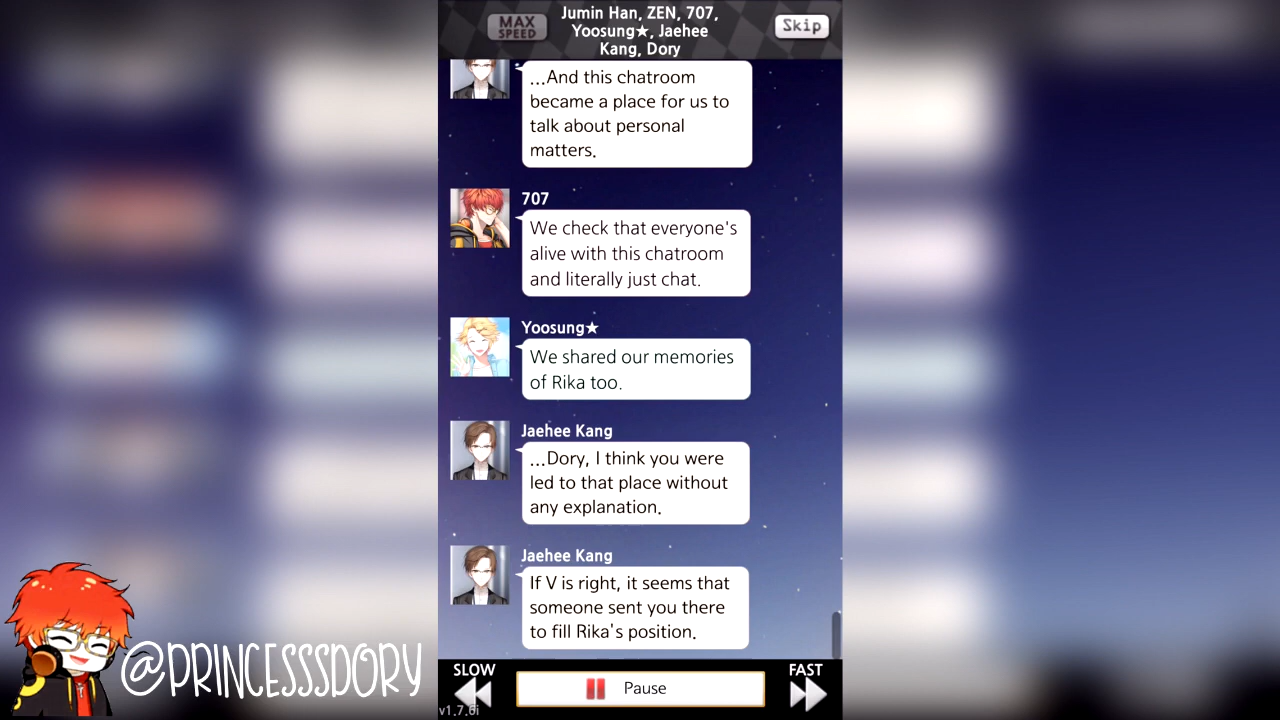 MAX
SPEED
Jumin Han, ZEN, 707,
Yoosung★, Jaehee
Kang, Dory
Skip
...And this chatroom
became a place for us to
talk about personal
matters.
707
We check that everyone's
alive with this chatroom
and literally just chat.
Yoosung★
We shared our memories
of Rika too.
Jaehee Kang
...Dory, I think you were
led to that place without
any explanation.
Jaehee Kang
If V is right, it seems that
someone sent you there
to fill Rika's position.
SLOW
Pause
FAST
v1.7.6i
@PRINCESSSDORY